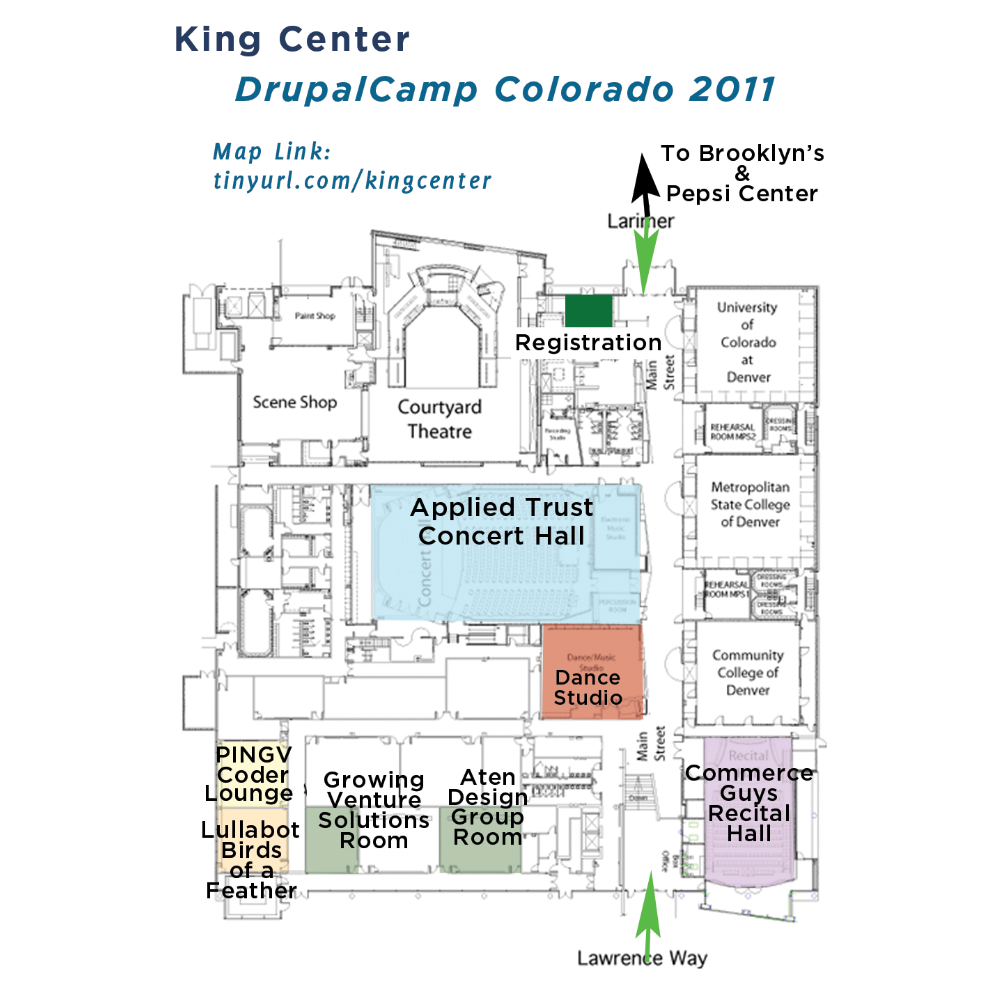 King Center
DrupalCamp Colorado 2011
Map Link:
tinyurl.com/kingcenter
To Brooklyn's
&
Pepsi Center
Larimer
Paint Shop
Registration
Main
Street
University
of
Colorado
at
Denver
Scene Shop
Courtyard
Theatre
Recording
Studio
REHEARSAL
ROOM MPS2
DRESSING
ROOMS
Applied Trust
Concert Hall
Concert Hall
Electronic
Music
Studio
PERCUSSION
ROOM
Metropolitan
State College
of Denver
REHEARSAL
ROOM MPS1
DRESSING
ROOMS
DRESSING
ROOMS
Dance/Music
Studio
Dance
Studio
Community
College of
Denver
Main
Street
PINGV
Coder
Lounge
Lullabot
Birds
of a
Feather
Growing
Venture
Solutions
Room
Aten
Design
Group
Room
Down
Recital
Commerce
Guys
Recital
Hall
Box
Office
Lawrence Way